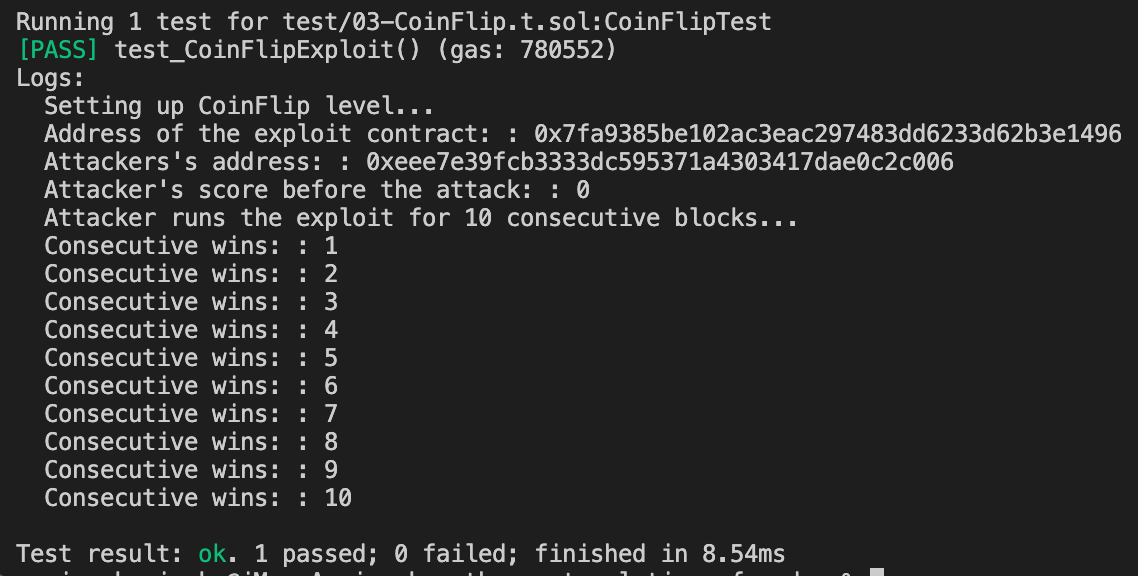 Running 1 test for test/03-CoinFlip.t.sol:CoinFlipTest
[PASS] test_CoinFlipExploit() (gas: 780552)
Logs:
Setting up CoinFlip level...
Address of the exploit contract: : 0x7fa9385be102ac3eac297483dd6233d62b3e1496
Attackers's address: : 0xeee7e39fcb3333dc595371a4303417dae0c2c006
Attacker's score before the attack: : 0
Attacker runs the exploit for 10 consecutive blocks...
Consecutive wins: : 1
Consecutive wins: : 2
Consecutive wins: : 3
Consecutive wins: : 4
Consecutive wins: : 5
Consecutive wins: : 6
Consecutive wins: : 7
Consecutive wins: : 8
Consecutive wins: : 9
Consecutive wins: : 10
Test result: ok. 1 passed; 0 failed; finished in 8.54ms